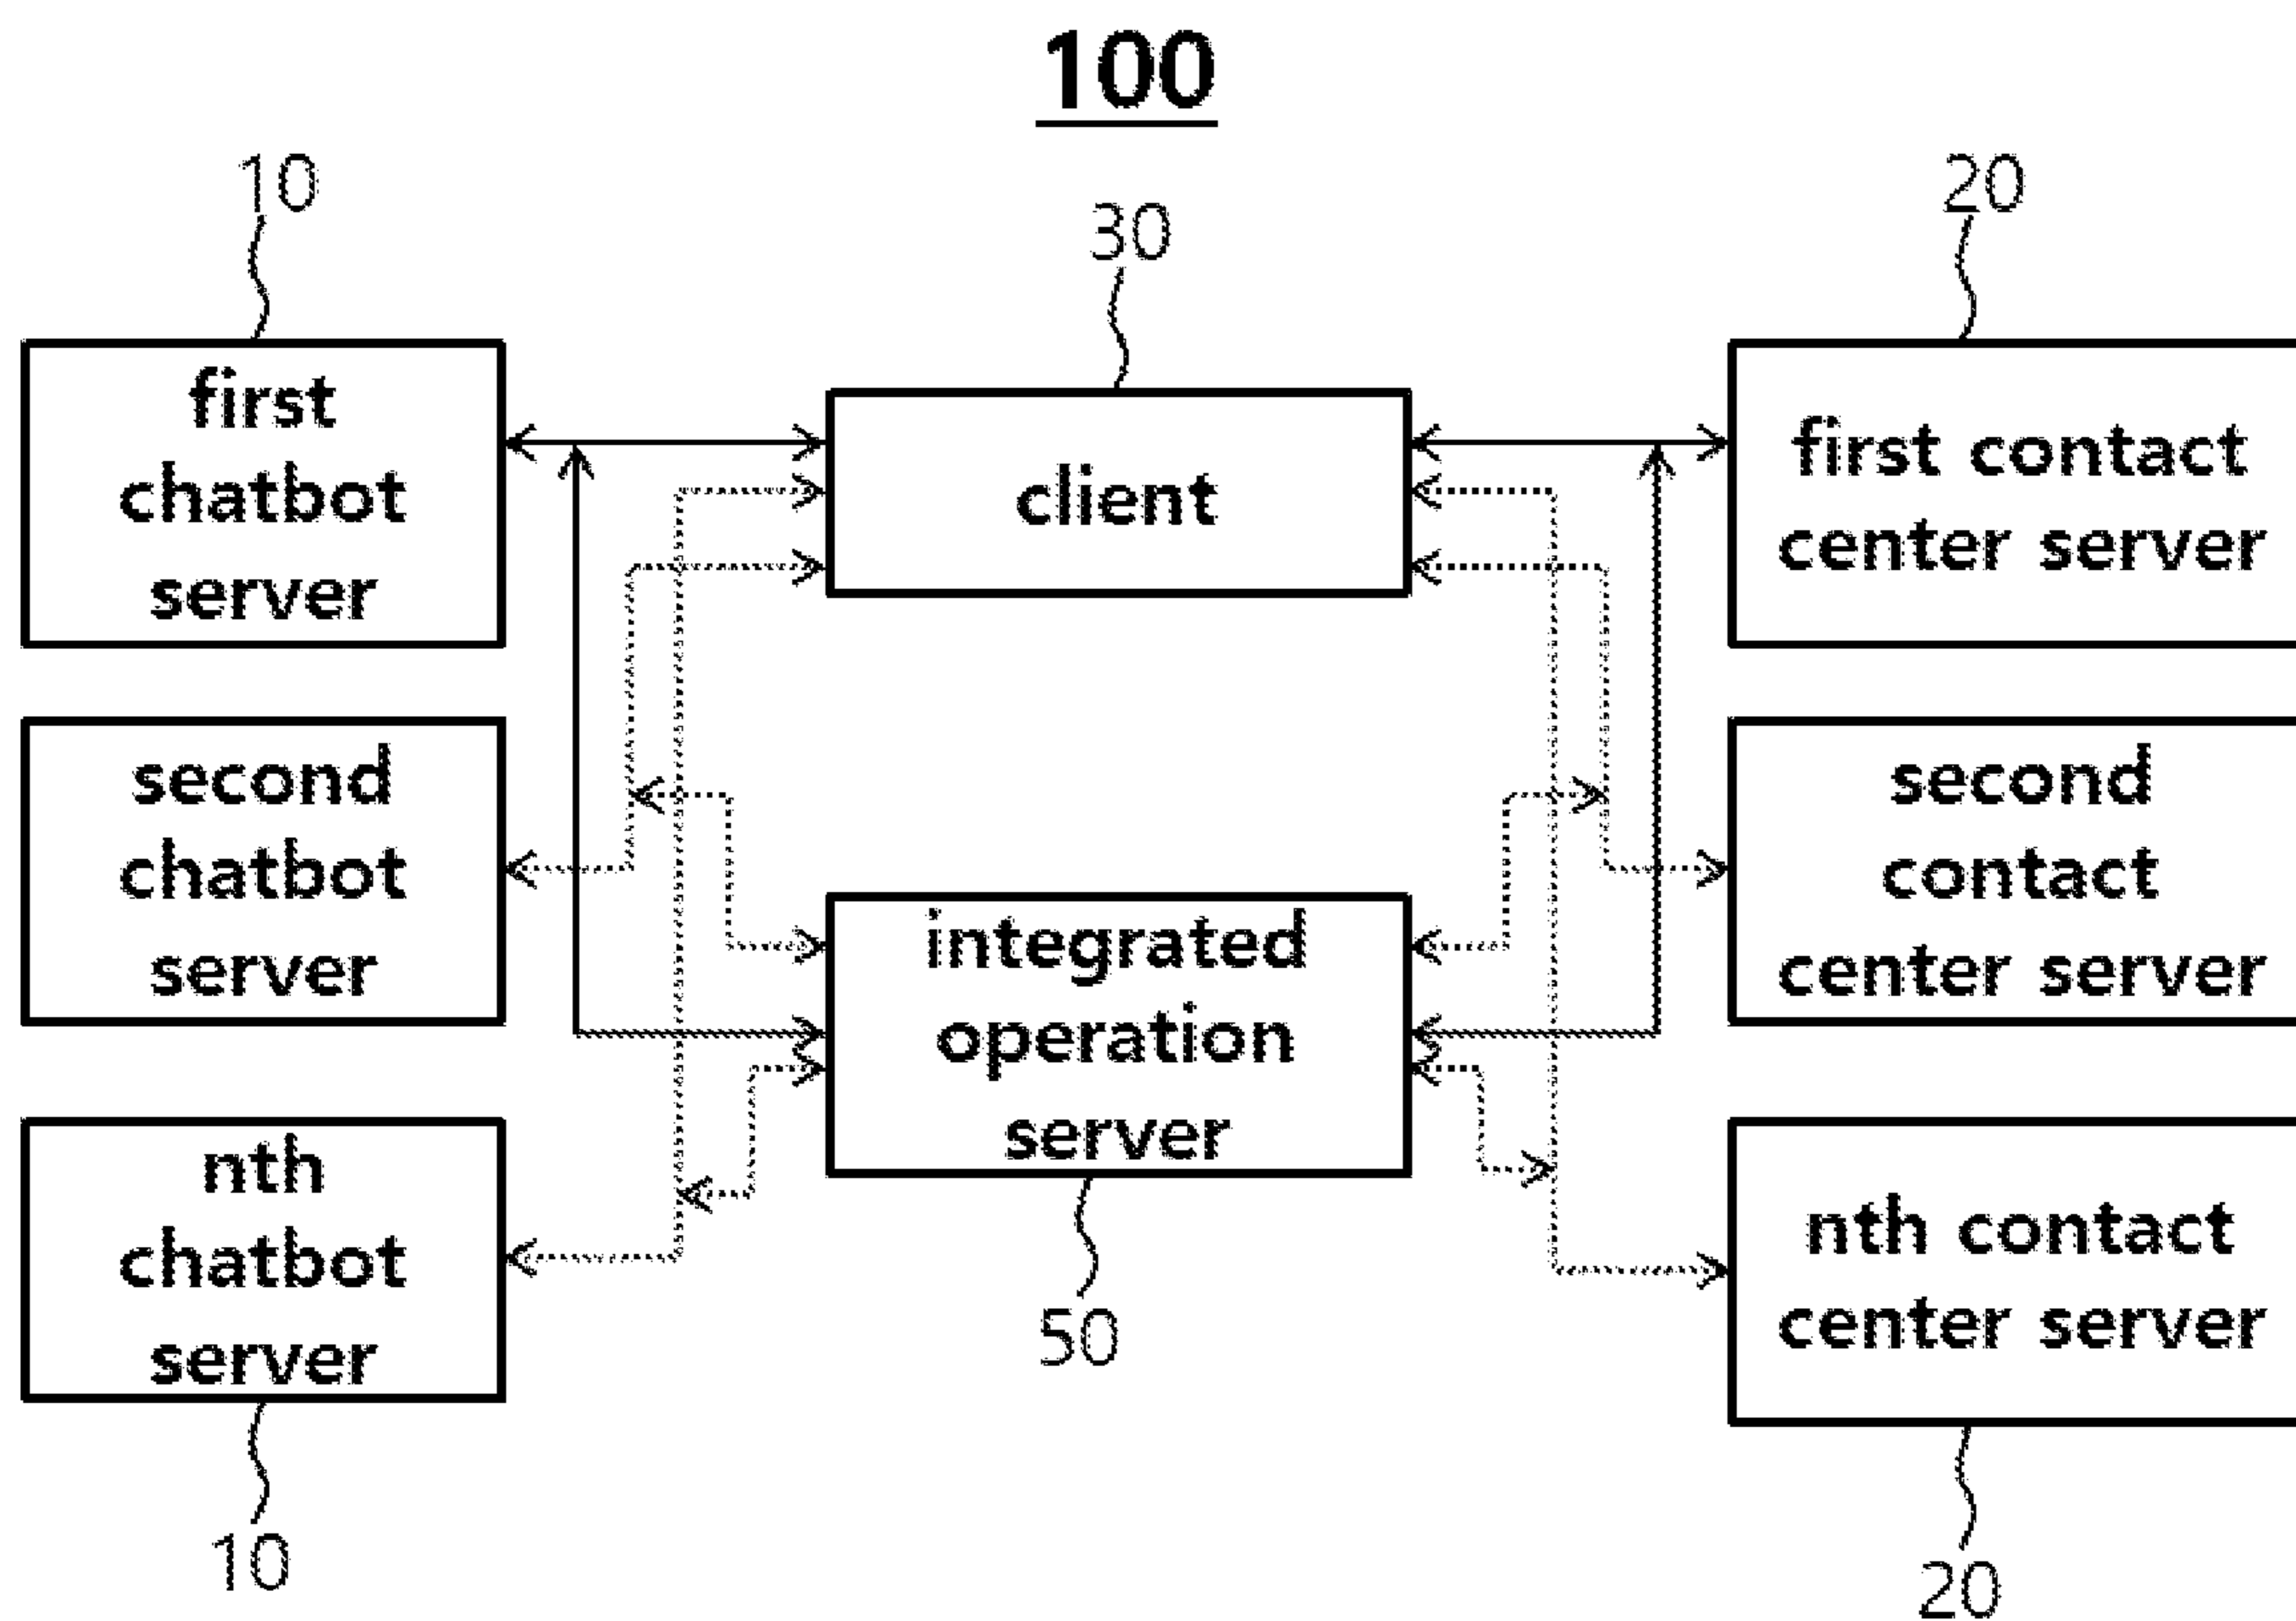 100
10
30
20
first
chatbot
server
client
first contact
center server
second
chatbot
server
integrated
operation
server
second
contact
center server
nth
chatbot
server
nth contact
center server
50
10
20